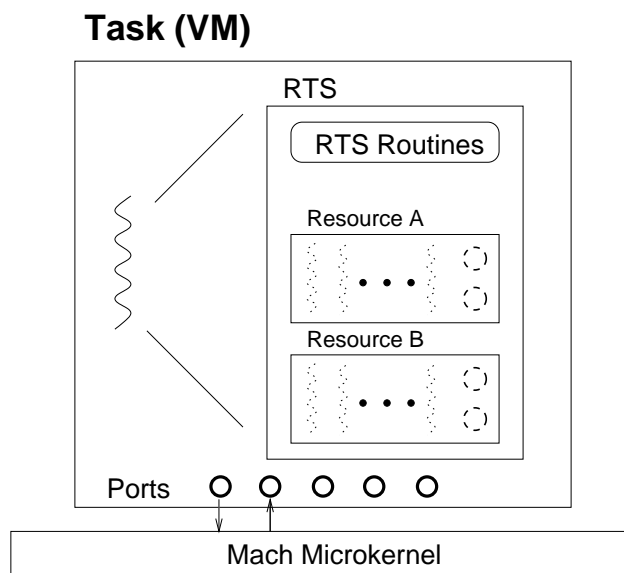 Task (VM)
RTS
RTS Routines
Resource A
Resource B
Ports
Mach Microkernel